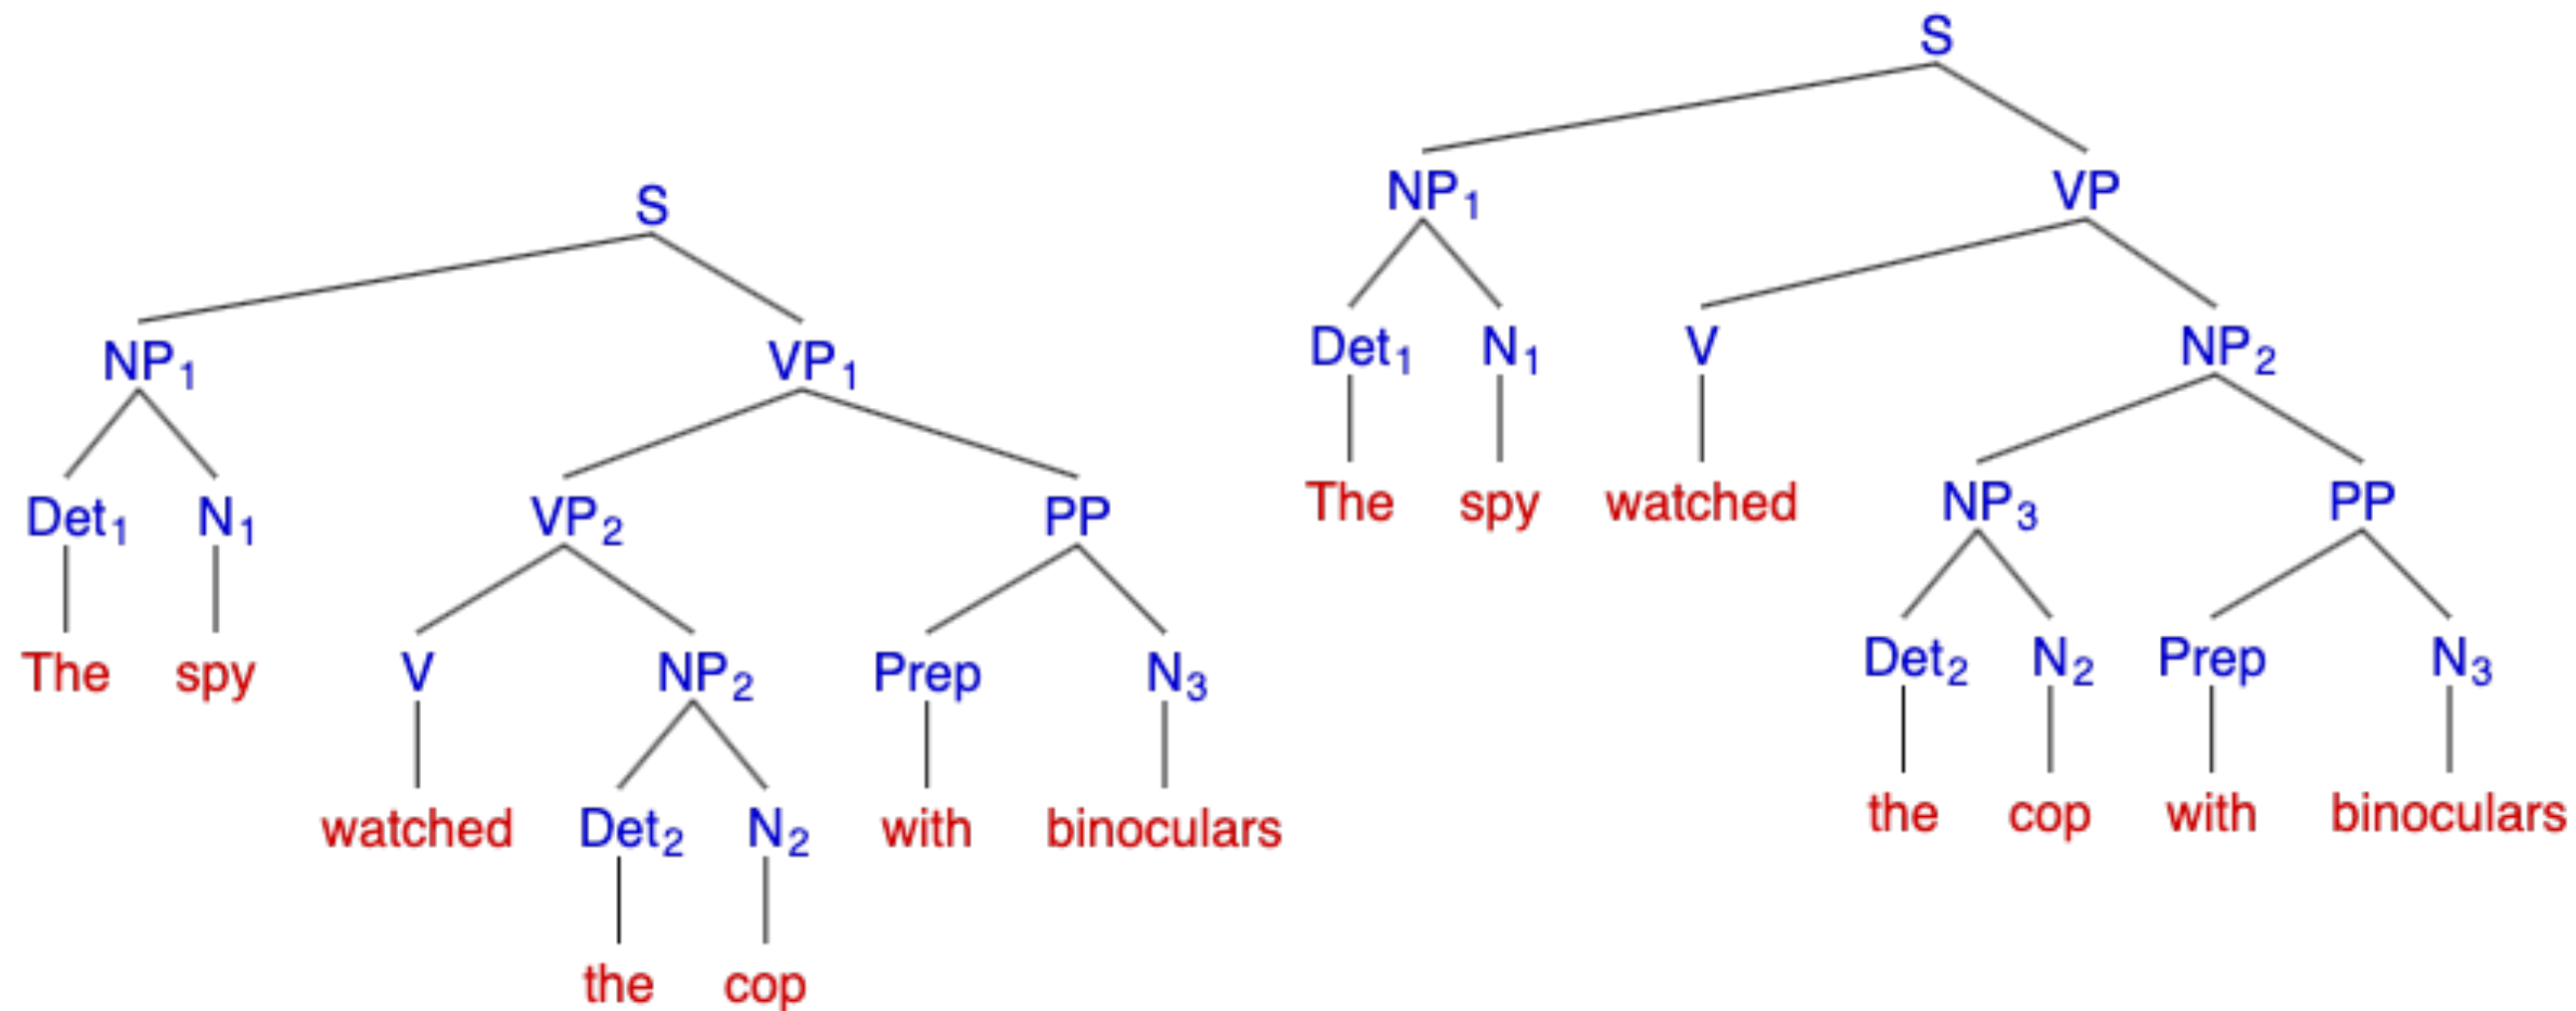 S
NP₁ VP₁
Det₁ N₁ VP₂ PP
The spy V NP₂ Prep N₃
watched Det₂ N₂ with binoculars
the cop
S
NP₁ VP
Det₁ N₁ V NP₂
The spy watched NP₃ PP
Det₂ N₂ Prep N₃
the cop with binoculars